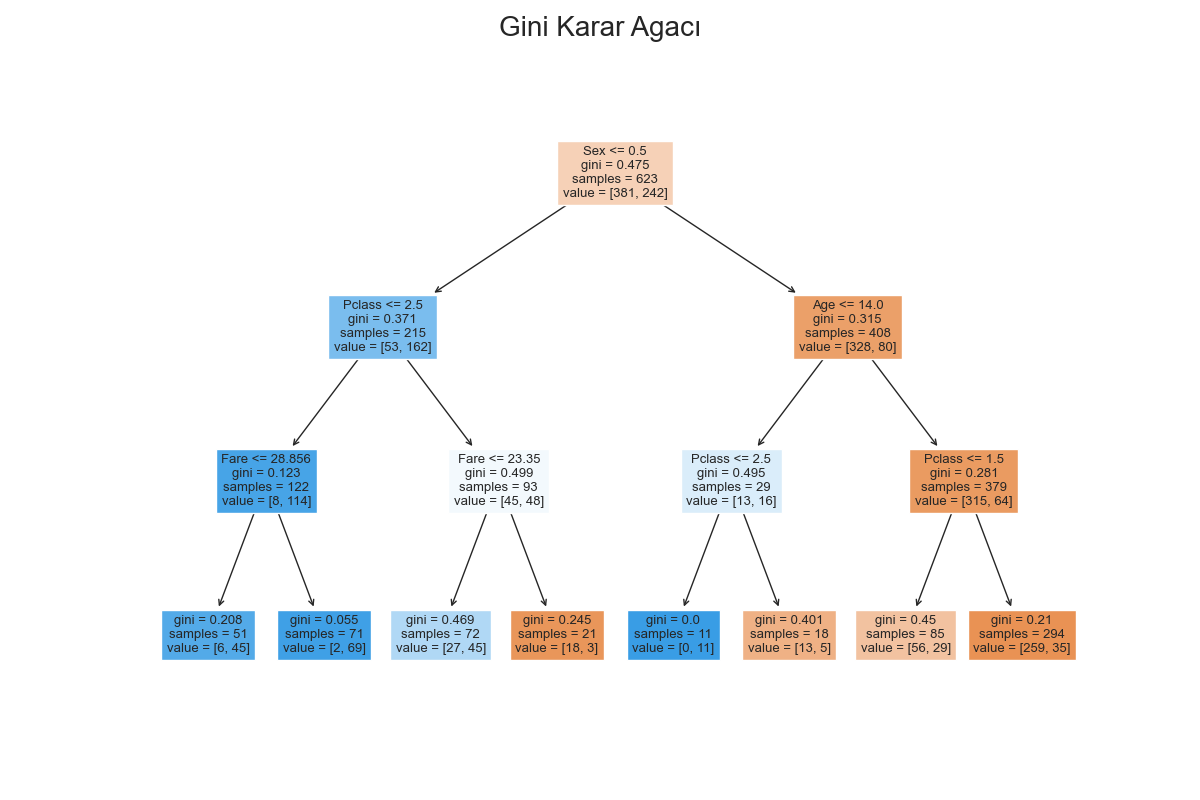 Gini Karar Agacı
Sex <= 0.5
gini = 0.475
samples = 623
value = [381, 242]
Pclass <= 2.5
gini = 0.371
samples = 215
value = [53, 162]
Age <= 14.0
gini = 0.315
samples = 408
value = [328, 80]
Fare <= 28.856
gini = 0.123
samples = 122
value = [8, 114]
Fare <= 23.35
gini = 0.499
samples = 93
value = [45, 48]
Pclass <= 2.5
gini = 0.495
samples = 29
value = [13, 16]
Pclass <= 1.5
gini = 0.281
samples = 379
value = [315, 64]
gini = 0.208
samples = 51
value = [6, 45]
gini = 0.055
samples = 71
value = [2, 69]
gini = 0.469
samples = 72
value = [27, 45]
gini = 0.245
samples = 21
value = [18, 3]
gini = 0.0
samples = 11
value = [0, 11]
gini = 0.401
samples = 18
value = [13, 5]
gini = 0.45
samples = 85
value = [56, 29]
gini = 0.21
samples = 294
value = [259, 35]